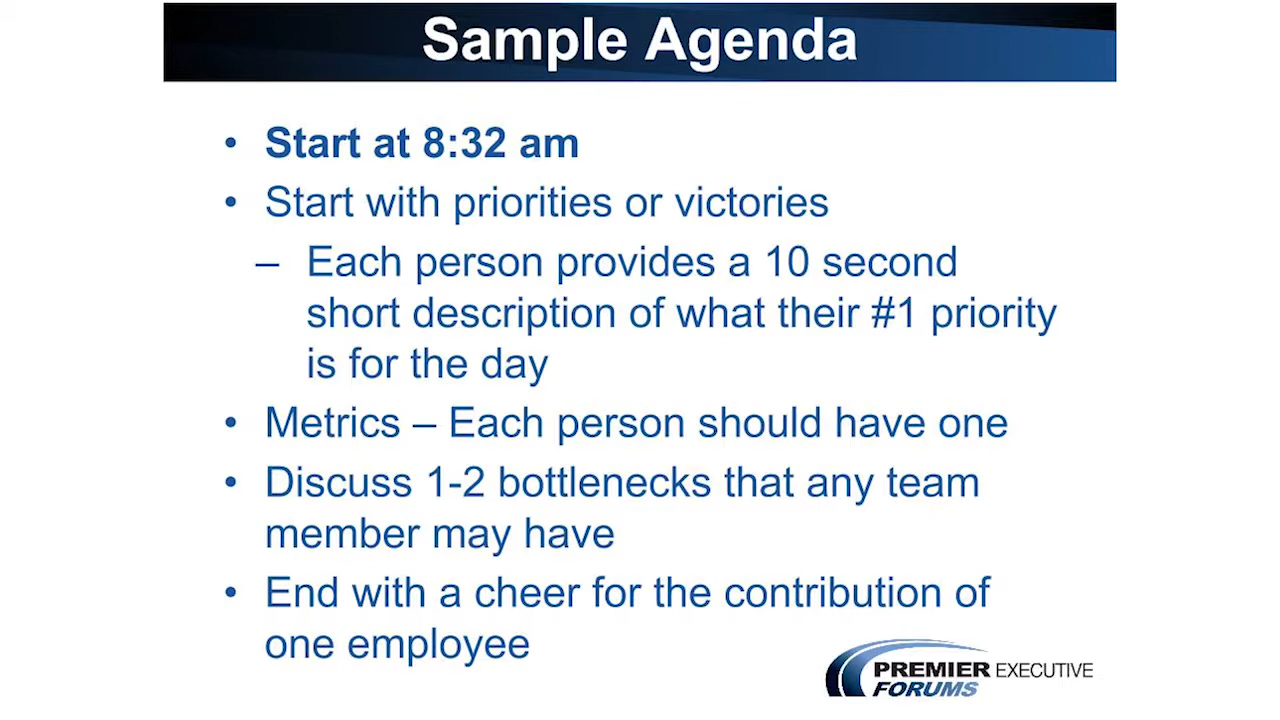 Sample Agenda
• Start at 8:32 am
• Start with priorities or victories
– Each person provides a 10 second
short description of what their #1 priority
is for the day
• Metrics – Each person should have one
• Discuss 1-2 bottlenecks that any team
member may have
• End with a cheer for the contribution of
one employee
PREMIER EXECUTIVE
FORUMS